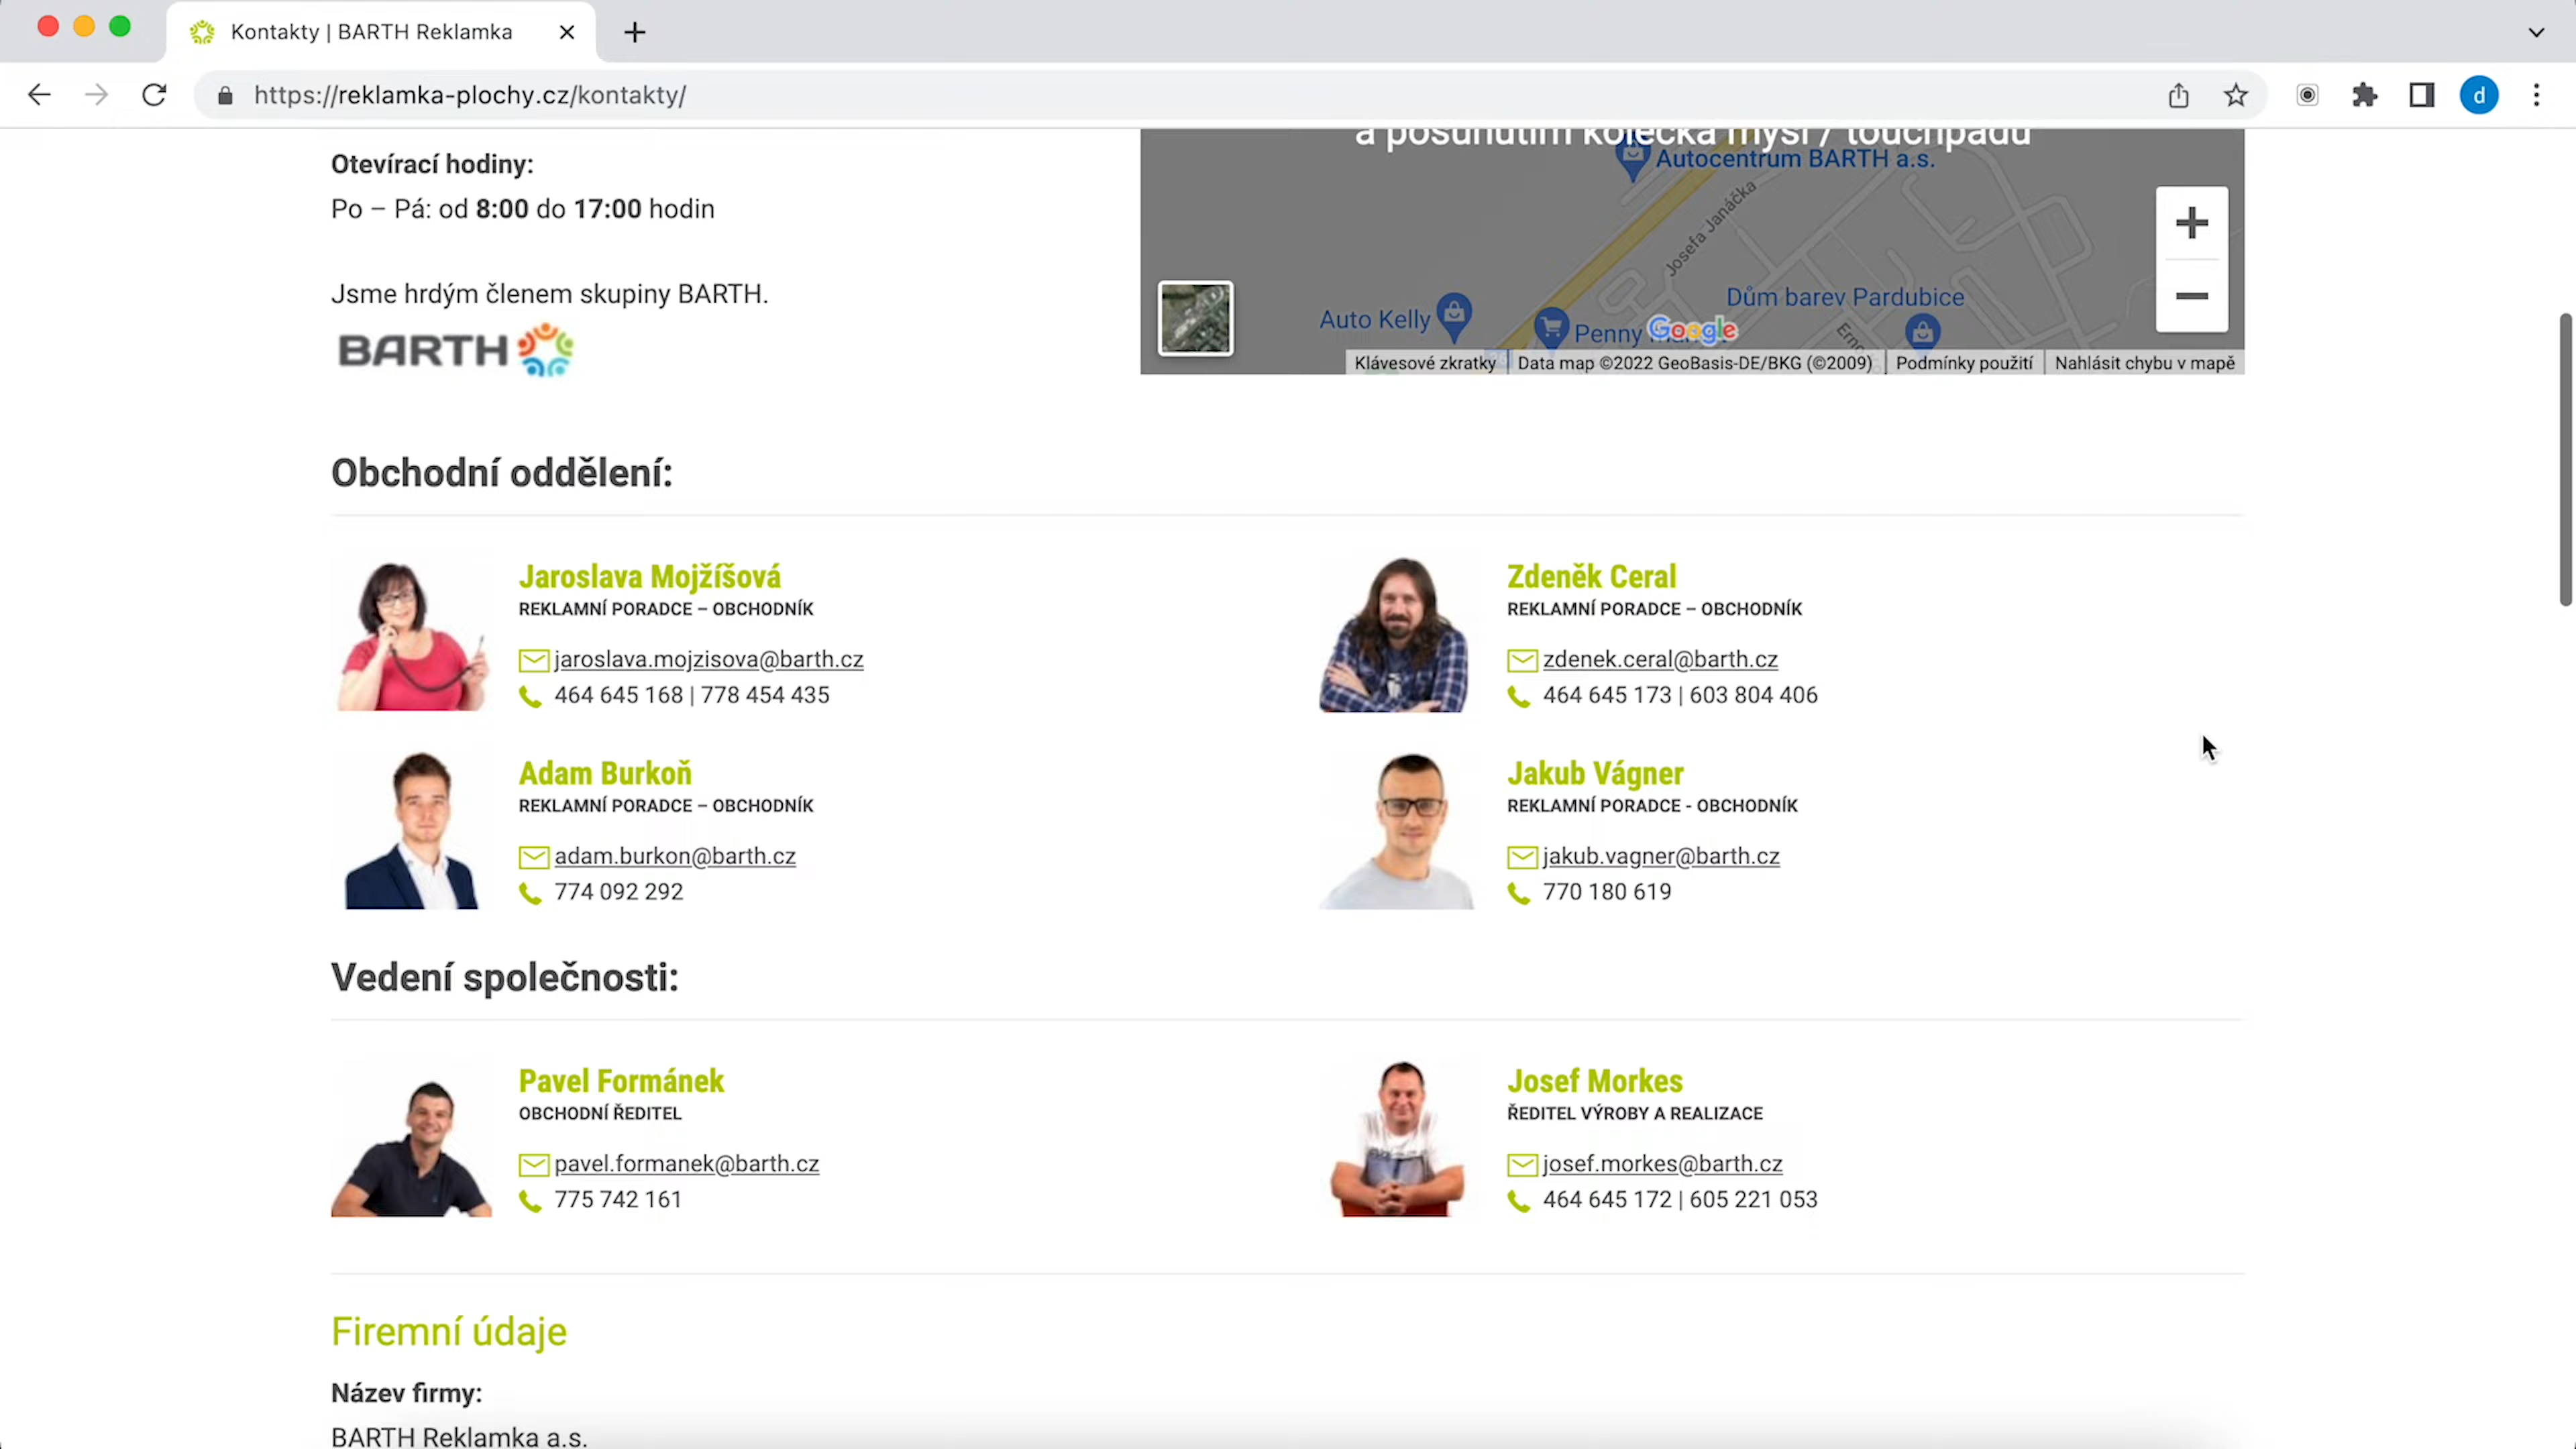 Kontakty | BARTH Reklamka
https://reklamka-plochy.cz/kontakty/
d
Otevírací hodiny:
Po – Pá: od 8:00 do 17:00 hodin
Jsme hrdým členem skupiny BARTH.
BARTH
a posunutím kolečka myši / touchpadu
Autocentrum BARTH a.s.
Josefa Janáčka
Dům barev Pardubice
Auto Kelly
Penny
Google
Klávesové zkratky
Data map ©2022 GeoBasis-DE/BKG (©2009)
Podmínky použití
Nahlásit chybu v mapě
Obchodní oddělení:
Jaroslava Mojžíšová
REKLAMNÍ PORADCE – OBCHODNÍK
jaroslava.mojzisova@barth.cz
464 645 168 | 778 454 435
Zdeněk Ceral
REKLAMNÍ PORADCE – OBCHODNÍK
zdenek.ceral@barth.cz
464 645 173 | 603 804 406
Adam Burkoň
REKLAMNÍ PORADCE – OBCHODNÍK
adam.burkon@barth.cz
774 092 292
Jakub Vágner
REKLAMNÍ PORADCE - OBCHODNÍK
jakub.vagner@barth.cz
770 180 619
Vedení společnosti:
Pavel Formánek
OBCHODNÍ ŘEDITEL
pavel.formanek@barth.cz
775 742 161
Josef Morkes
ŘEDITEL VÝROBY A REALIZACE
josef.morkes@barth.cz
464 645 172 | 605 221 053
Firemní údaje
Název firmy:
BARTH Reklamka a.s.